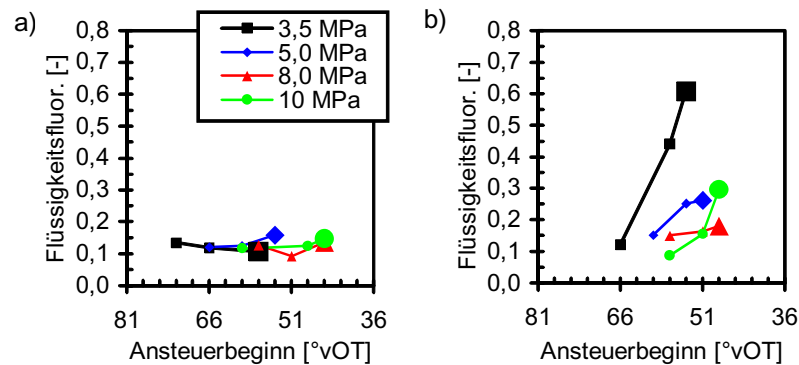 a)
Flüssigkeitsfluor. [-]
0,8
0,7
0,6
0,5
0,4
0,3
0,2
0,1
0,0
81 66 51 36
Ansteuerbeginn [°vOT]
3,5 MPa
5,0 MPa
8,0 MPa
10 MPa
b)
Flüssigkeitsfluor. [-]
0,8
0,7
0,6
0,5
0,4
0,3
0,2
0,1
0,0
81 66 51 36
Ansteuerbeginn [°vOT]